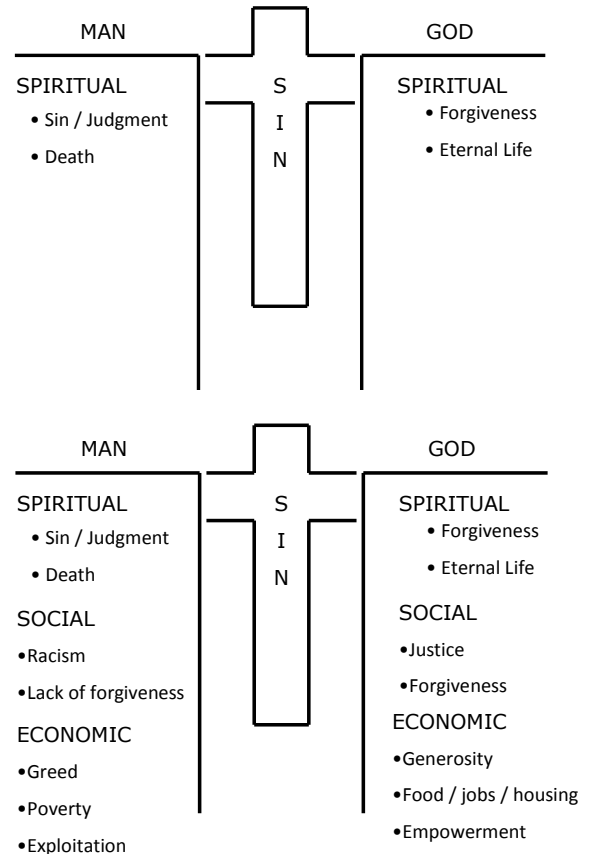 MAN
SPIRITUAL
• Sin / Judgment
• Death
S
I
N
GOD
SPIRITUAL
• Forgiveness
• Eternal Life
MAN
SPIRITUAL
• Sin / Judgment
• Death
SOCIAL
•Racism
•Lack of forgiveness
ECONOMIC
•Greed
•Poverty
•Exploitation
S
I
N
GOD
SPIRITUAL
• Forgiveness
• Eternal Life
SOCIAL
•Justice
•Forgiveness
ECONOMIC
•Generosity
•Food / jobs / housing
•Empowerment